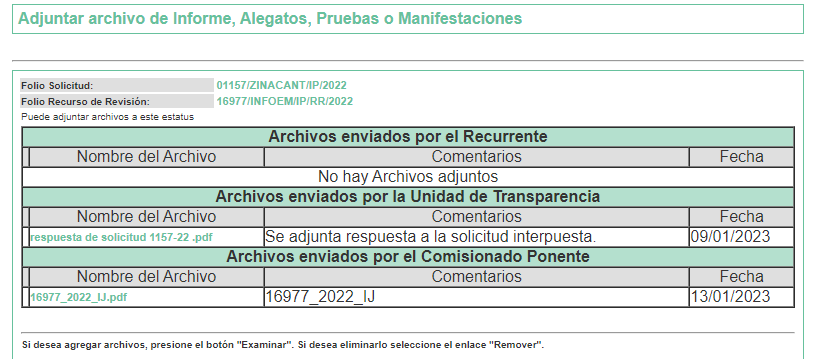 Adjuntar archivo de Informe, Alegatos, Pruebas o Manifestaciones
Folio Solicitud: 01157/ZINACANT/IP/2022
Folio Recurso de Revisión: 16977/INFOEM/IP/RR/2022
Puede adjuntar archivos a este estatus
Archivos enviados por el Recurrente
Nombre del Archivo Comentarios Fecha
No hay Archivos adjuntos
Archivos enviados por la Unidad de Transparencia
Nombre del Archivo Comentarios Fecha
respuesta de solicitud 1157-22 .pdf Se adjunta respuesta a la solicitud interpuesta. 09/01/2023
Archivos enviados por el Comisionado Ponente
Nombre del Archivo Comentarios Fecha
16977_2022_IJ.pdf 16977_2022_IJ 13/01/2023
Si desea agregar archivos, presione el botón "Examinar". Si desea eliminarlo seleccione el enlace "Remover".